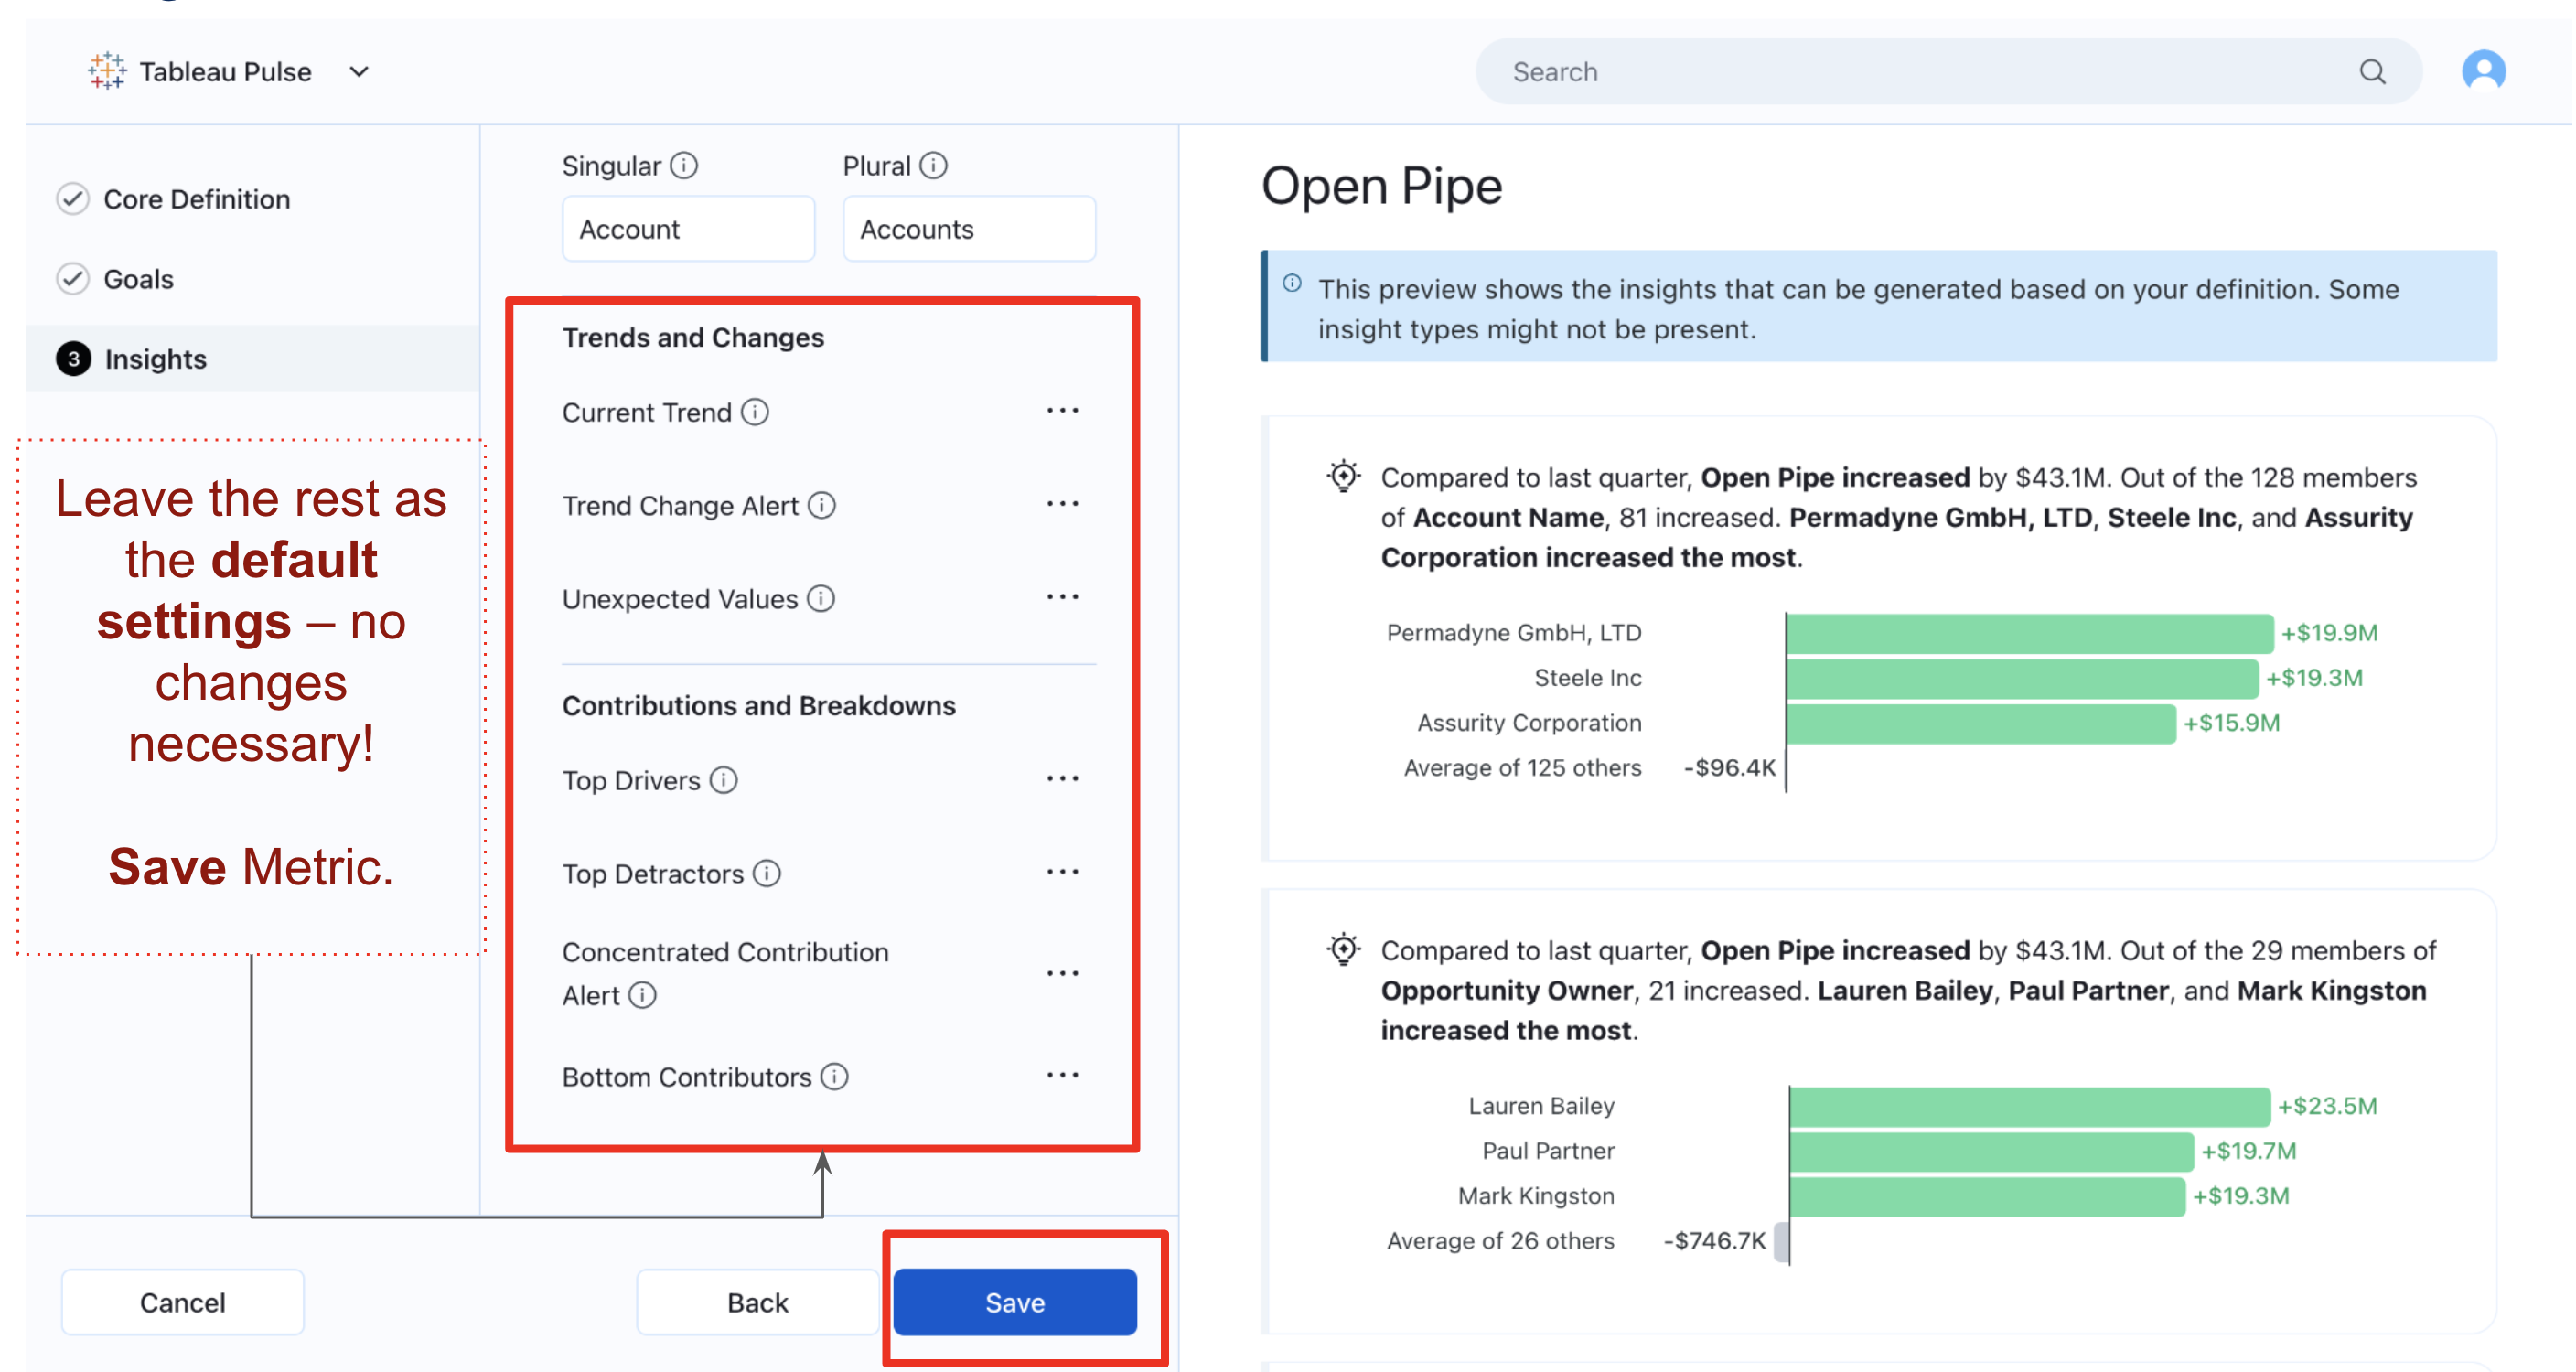 Tableau Pulse
Search
Core Definition
Goals
3 Insights
Leave the rest as
the default
settings – no
changes
necessary!
Save Metric.
Singular
Plural
Account
Accounts
Trends and Changes
Current Trend
Trend Change Alert
Unexpected Values
Contributions and Breakdowns
Top Drivers
Top Detractors
Concentrated Contribution
Alert
Bottom Contributors
Cancel
Back
Save
Open Pipe
This preview shows the insights that can be generated based on your definition. Some
insight types might not be present.
Compared to last quarter, Open Pipe increased by $43.1M. Out of the 128 members
of Account Name, 81 increased. Permadyne GmbH, LTD, Steele Inc, and Assurity
Corporation increased the most.
Permadyne GmbH, LTD +$19.9M
Steele Inc +$19.3M
Assurity Corporation +$15.9M
Average of 125 others -$96.4K
Compared to last quarter, Open Pipe increased by $43.1M. Out of the 29 members of
Opportunity Owner, 21 increased. Lauren Bailey, Paul Partner, and Mark Kingston
increased the most.
Lauren Bailey +$23.5M
Paul Partner +$19.7M
Mark Kingston +$19.3M
Average of 26 others -$746.7K